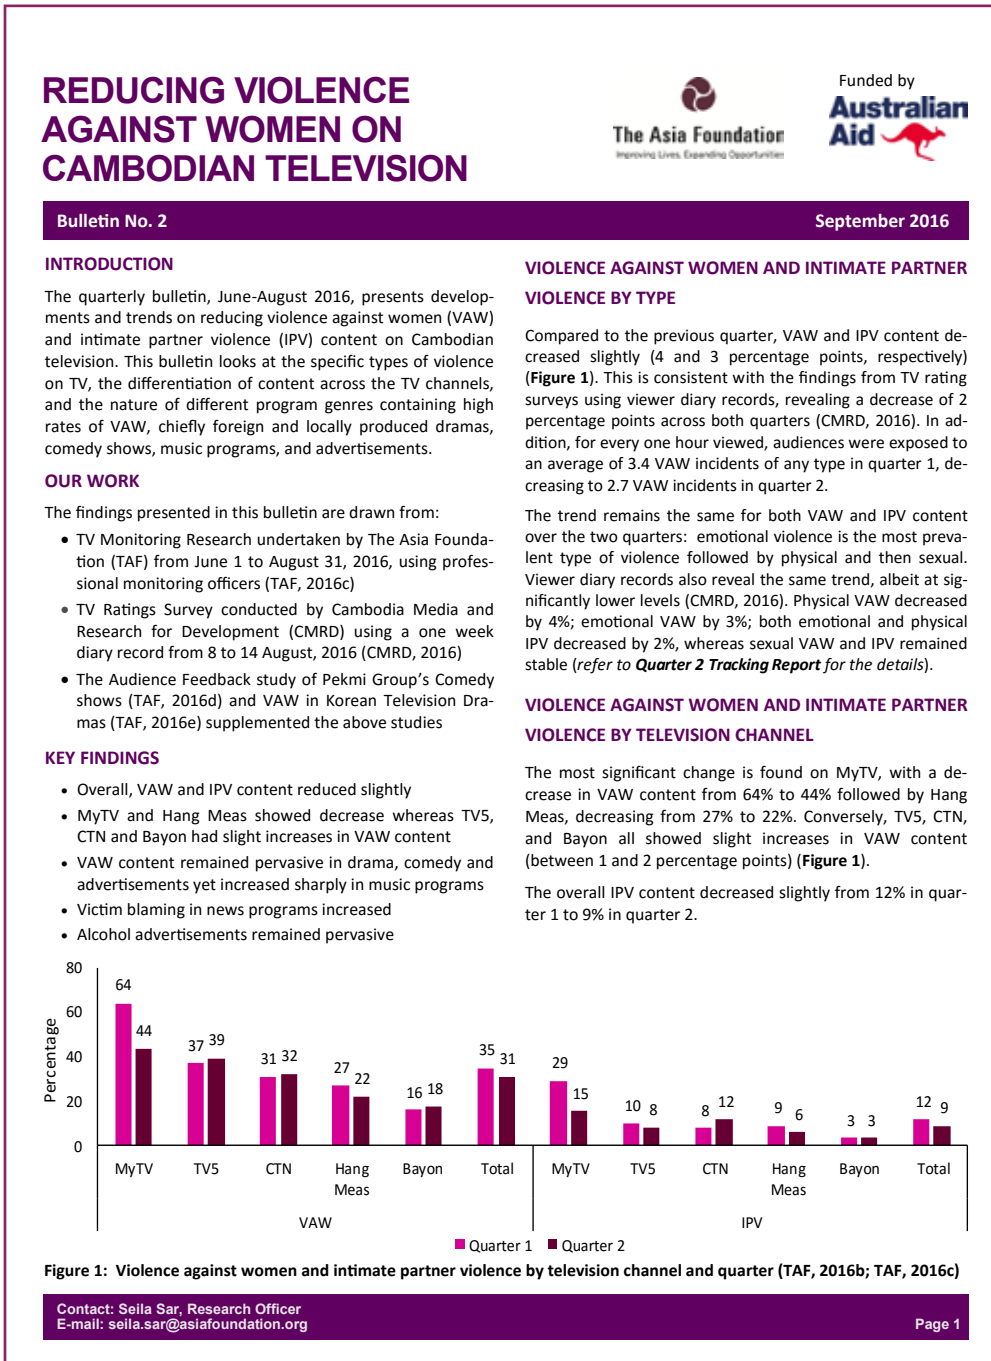 REDUCING VIOLENCE
AGAINST WOMEN ON
CAMBODIAN TELEVISION
The Asia Foundation
Improving Lives, Expanding Opportunities
Funded by
Australian
Aid
Bulletin No. 2
September 2016
INTRODUCTION
The quarterly bulletin, June-August 2016, presents develop-
ments and trends on reducing violence against women (VAW)
and intimate partner violence (IPV) content on Cambodian
television. This bulletin looks at the specific types of violence
on TV, the differentiation of content across the TV channels,
and the nature of different program genres containing high
rates of VAW, chiefly foreign and locally produced dramas,
comedy shows, music programs, and advertisements.
OUR WORK
The findings presented in this bulletin are drawn from:
• TV Monitoring Research undertaken by The Asia Founda-
tion (TAF) from June 1 to August 31, 2016, using profes-
sional monitoring officers (TAF, 2016c)
• TV Ratings Survey conducted by Cambodia Media and
Research for Development (CMRD) using a one week
diary record from 8 to 14 August, 2016 (CMRD, 2016)
• The Audience Feedback study of Pekmi Group's Comedy
shows (TAF, 2016d) and VAW in Korean Television Dra-
mas (TAF, 2016e) supplemented the above studies
KEY FINDINGS
• Overall, VAW and IPV content reduced slightly
• MyTV and Hang Meas showed decrease whereas TV5,
CTN and Bayon had slight increases in VAW content
• VAW content remained pervasive in drama, comedy and
advertisements yet increased sharply in music programs
• Victim blaming in news programs increased
• Alcohol advertisements remained pervasive
VIOLENCE AGAINST WOMEN AND INTIMATE PARTNER
VIOLENCE BY TYPE
Compared to the previous quarter, VAW and IPV content de-
creased slightly (4 and 3 percentage points, respectively)
(Figure 1). This is consistent with the findings from TV rating
surveys using viewer diary records, revealing a decrease of 2
percentage points across both quarters (CMRD, 2016). In ad-
dition, for every one hour viewed, audiences were exposed to
an average of 3.4 VAW incidents of any type in quarter 1, de-
creasing to 2.7 VAW incidents in quarter 2.
The trend remains the same for both VAW and IPV content
over the two quarters: emotional violence is the most preva-
lent type of violence followed by physical and then sexual.
Viewer diary records also reveal the same trend, albeit at sig-
nificantly lower levels (CMRD, 2016). Physical VAW decreased
by 4%; emotional VAW by 3%; both emotional and physical
IPV decreased by 2%, whereas sexual VAW and IPV remained
stable (refer to Quarter 2 Tracking Report for the details).
VIOLENCE AGAINST WOMEN AND INTIMATE PARTNER
VIOLENCE BY TELEVISION CHANNEL
The most significant change is found on MyTV, with a de-
crease in VAW content from 64% to 44% followed by Hang
Meas, decreasing from 27% to 22%. Conversely, TV5, CTN,
and Bayon all showed slight increases in VAW content
(between 1 and 2 percentage points) (Figure 1).
The overall IPV content decreased slightly from 12% in quar-
ter 1 to 9% in quarter 2.
Percentage
80
60
40
20
0
64 44 37 39 31 32 27 22 16 18 35 31 29 15 10 8 8 12 9 6 3 3 12 9
MyTV TV5 CTN Hang Meas Bayon Total MyTV TV5 CTN Hang Meas Bayon Total
VAW IPV
Quarter 1 Quarter 2
Figure 1: Violence against women and intimate partner violence by television channel and quarter (TAF, 2016b; TAF, 2016c)
Contact: Seila Sar, Research Officer
E-mail: seila.sar@asiafoundation.org
Page 1